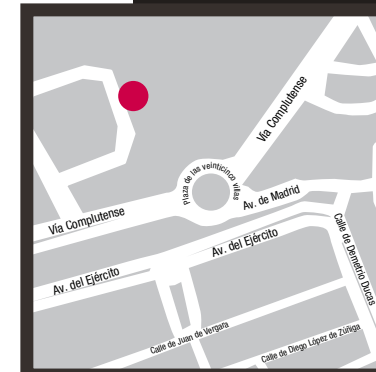 Vía Complutense
Plaza de las veinticinco villas
Av. de Madrid
Vía Complutense
Av. del Ejército
Av. del Ejército
Calle de Demetrio Ducas
Calle de Juan de Vergara
Calle de Diego López de Zúñiga